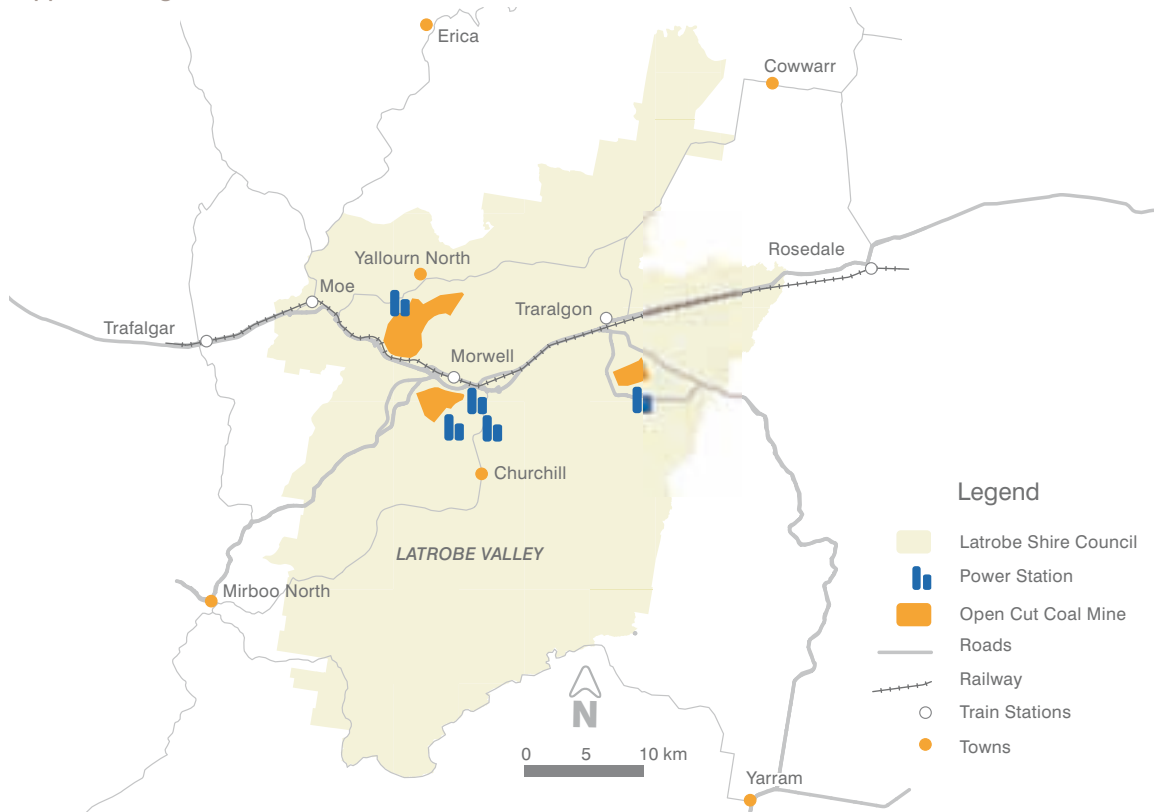 Erica
Cowwarr
Rosedale
Yallourn North
Moe
Traralgon
Trafalgar
Morwell
Churchill
LATROBE VALLEY
Mirboo North
Yarram
N
0 5 10 km
Legend
Latrobe Shire Council
Power Station
Open Cut Coal Mine
Roads
Railway
Train Stations
Towns